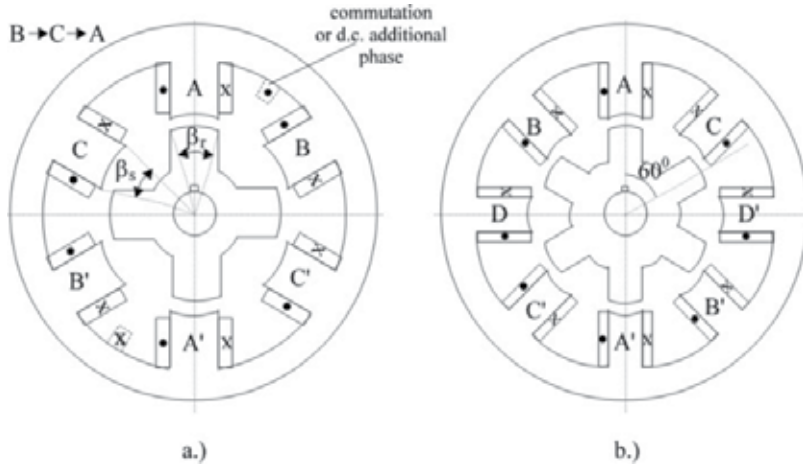 B→C→A
commutation
or d.c. additional
phase
A
x
B
C
βr
βs
x
x
x
B'
C'
x
x
x
A'
x
a.)
A
x
B
x
C
x
60⁰
D
x
D'
x
C'
x
B'
x
A'
x
b.)